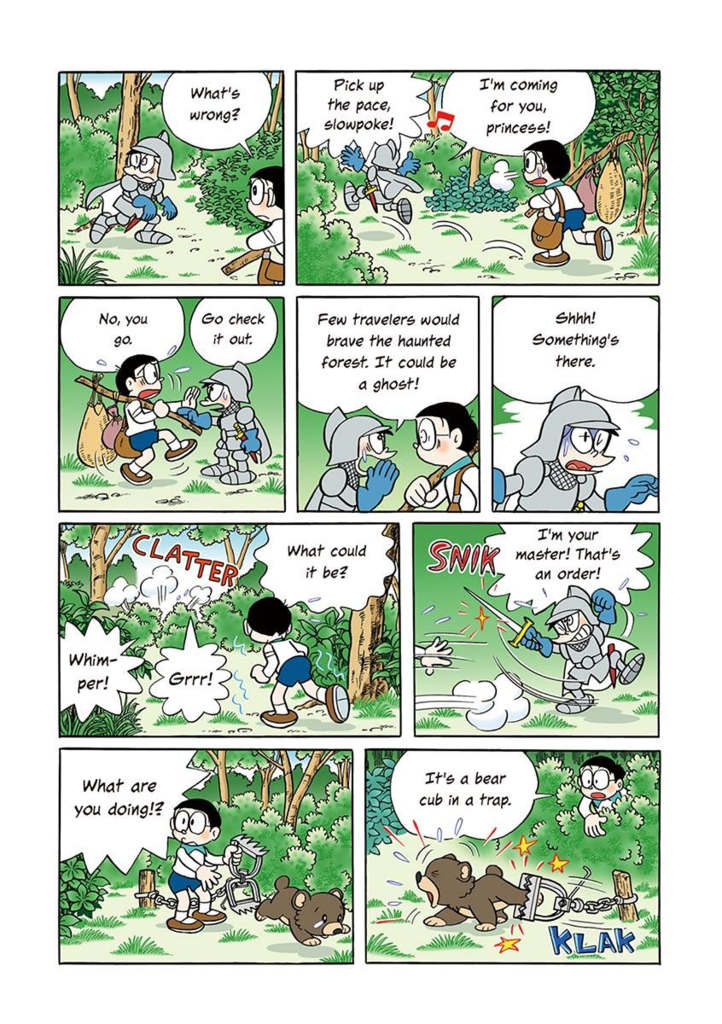 I'm coming
for you,
princess!
Pick up
the pace,
slowpoke!
What's
wrong?
Shhh!
Something's
there.
Few travelers would
brave the haunted
forest. It could be
a ghost!
Go check
it out.
No, you
go.
I'm your
master! That's
an order!
SNIK
What could
it be?
CLATTER
Grrr!
Whim-
per!
It's a bear
cub in a trap.
KLAK
What are
you doing!?